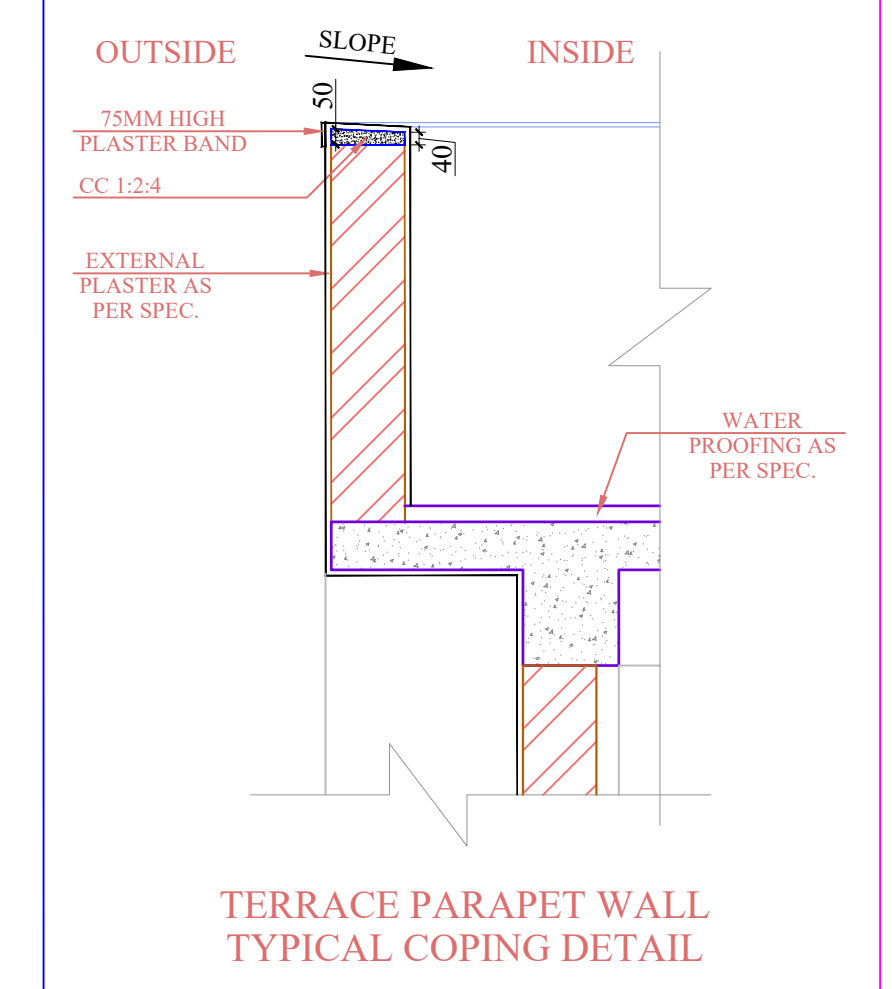 OUTSIDE
SLOPE
INSIDE
50
75MM HIGH
PLASTER BAND
40
CC 1:2:4
EXTERNAL
PLASTER AS
PER SPEC.
WATER
PROOFING AS
PER SPEC.
TERRACE PARAPET WALL
TYPICAL COPING DETAIL